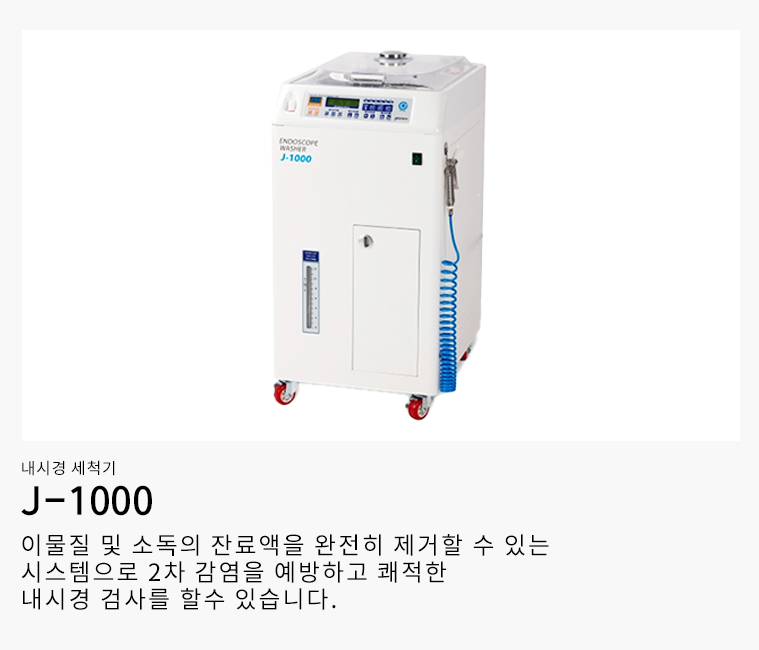 ENDOSCOPE
WASHER
J-1000
내시경 세척기
J-1000
이물질 및 소독의 잔료액을 완전히 제거할 수 있는
시스템으로 2차 감염을 예방하고 쾌적한
내시경 검사를 할수 있습니다.